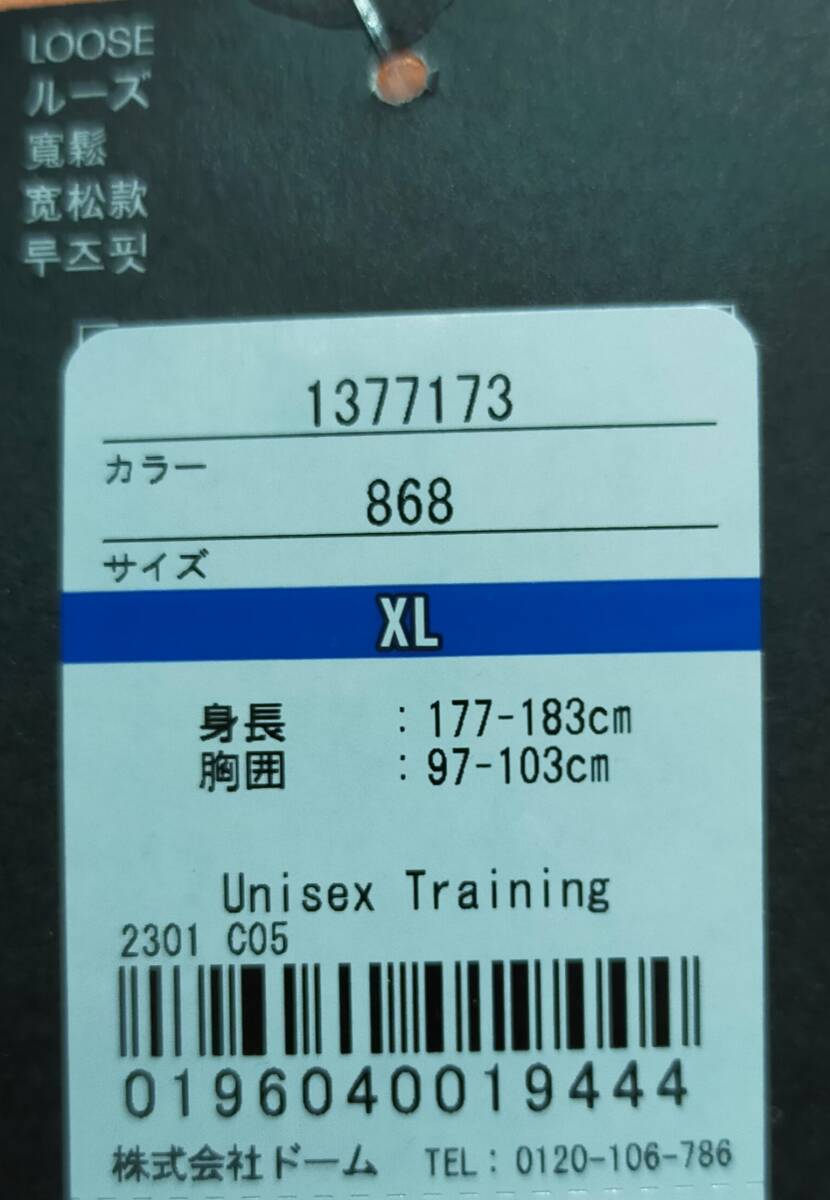 LOOSE
ルーズ
寬鬆
宽松款
루즈핏
1377173
カラー
868
サイズ
XL
身長 : 177-183cm
胸囲 : 97-103cm
Unisex Training
2301 C05
0196040019444
株式会社ドーム TEL: 0120-106-786